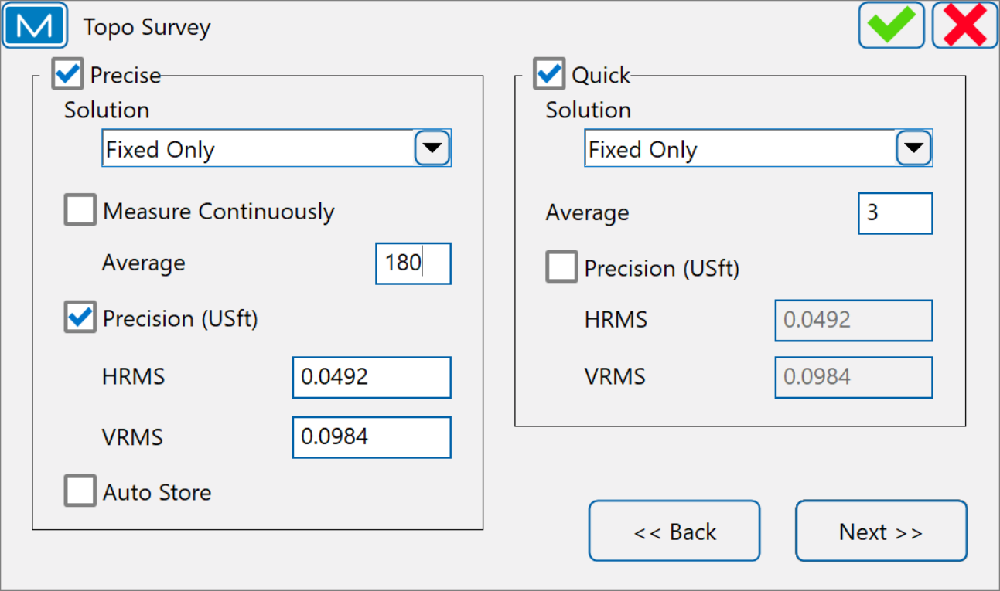 Topo Survey
Precise
Solution
Fixed Only
Measure Continuously
Average 180
Precision (USft)
HRMS 0.0492
VRMS 0.0984
Auto Store
Quick
Solution
Fixed Only
Average 3
Precision (USft)
HRMS 0.0492
VRMS 0.0984
<< Back Next >>